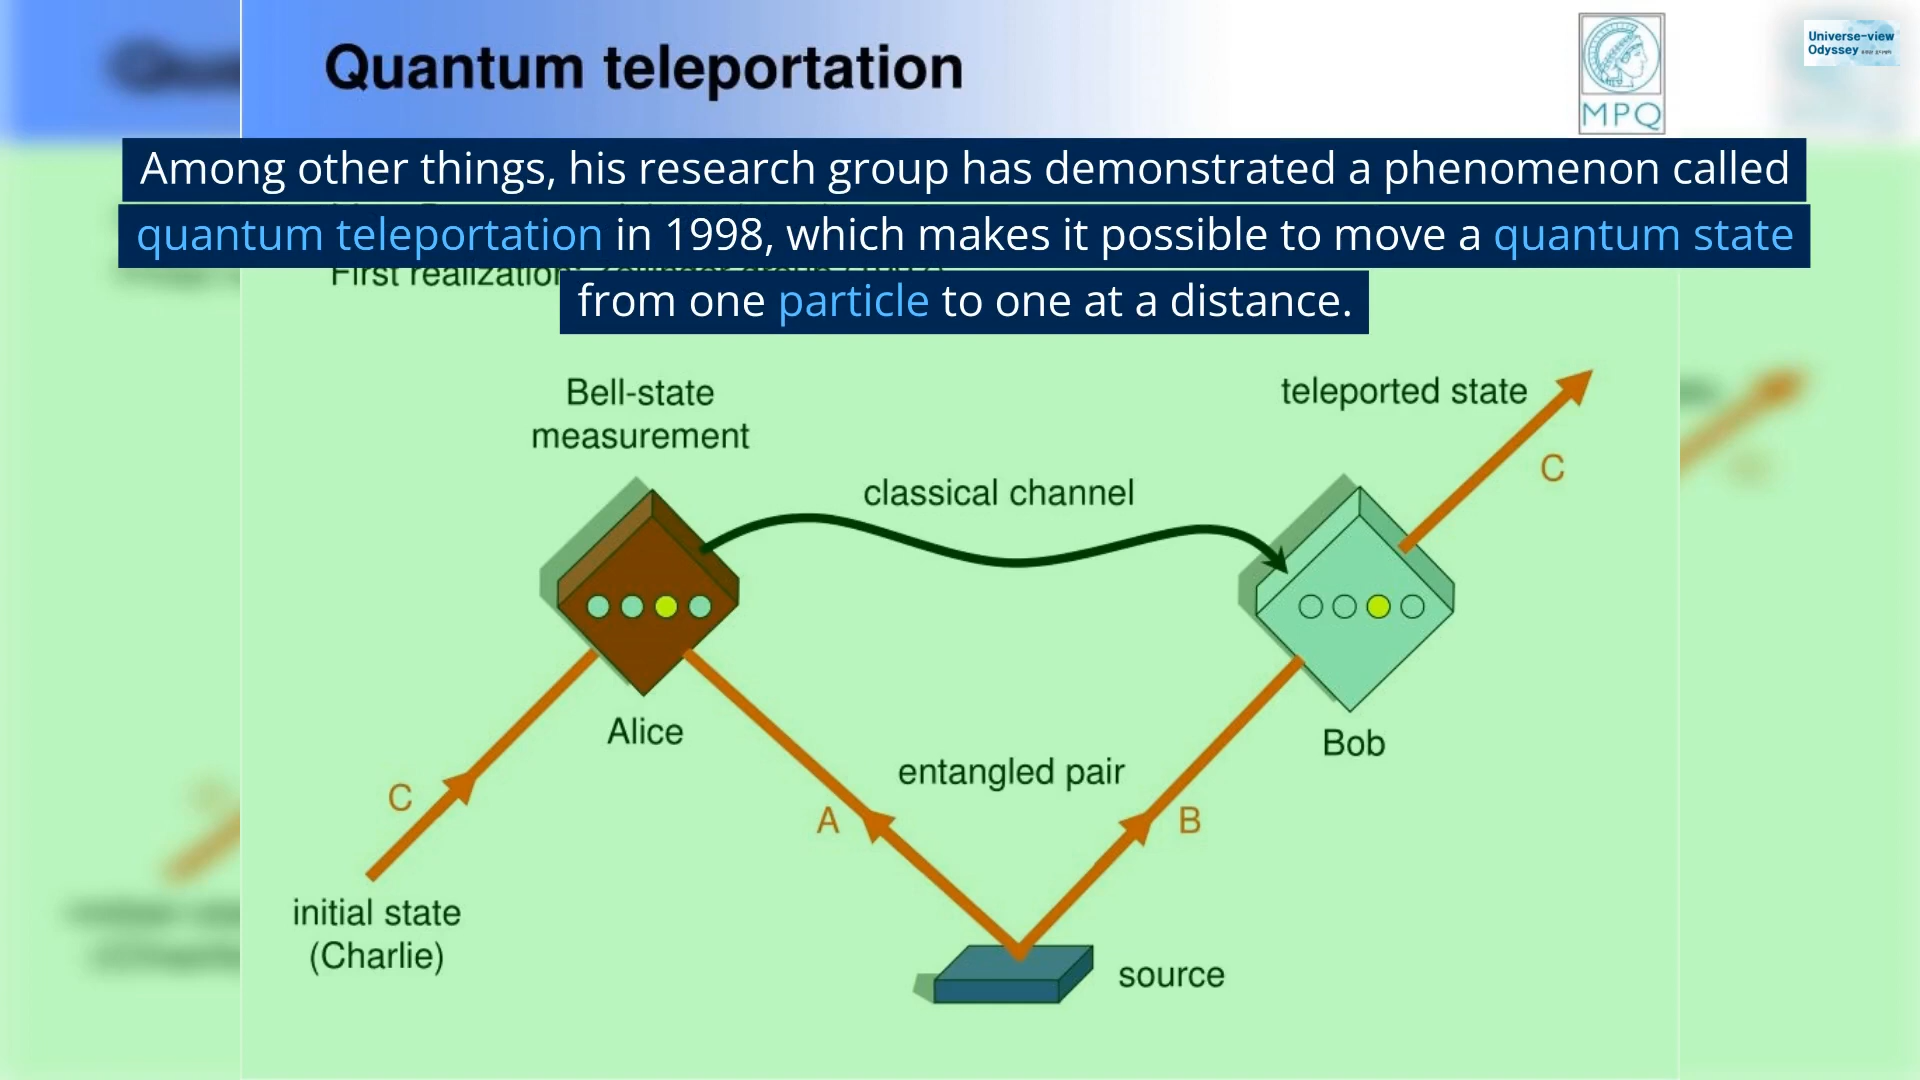 Quantum teleportation
MPQ
Universe-view
Odyssey
Among other things, his research group has demonstrated a phenomenon called
quantum teleportation in 1998, which makes it possible to move a quantum state
First realization:
from one particle to one at a distance.
Bell-state
measurement
teleported state
C
classical channel
Alice
Bob
entangled pair
C
A
B
initial state
(Charlie)
source